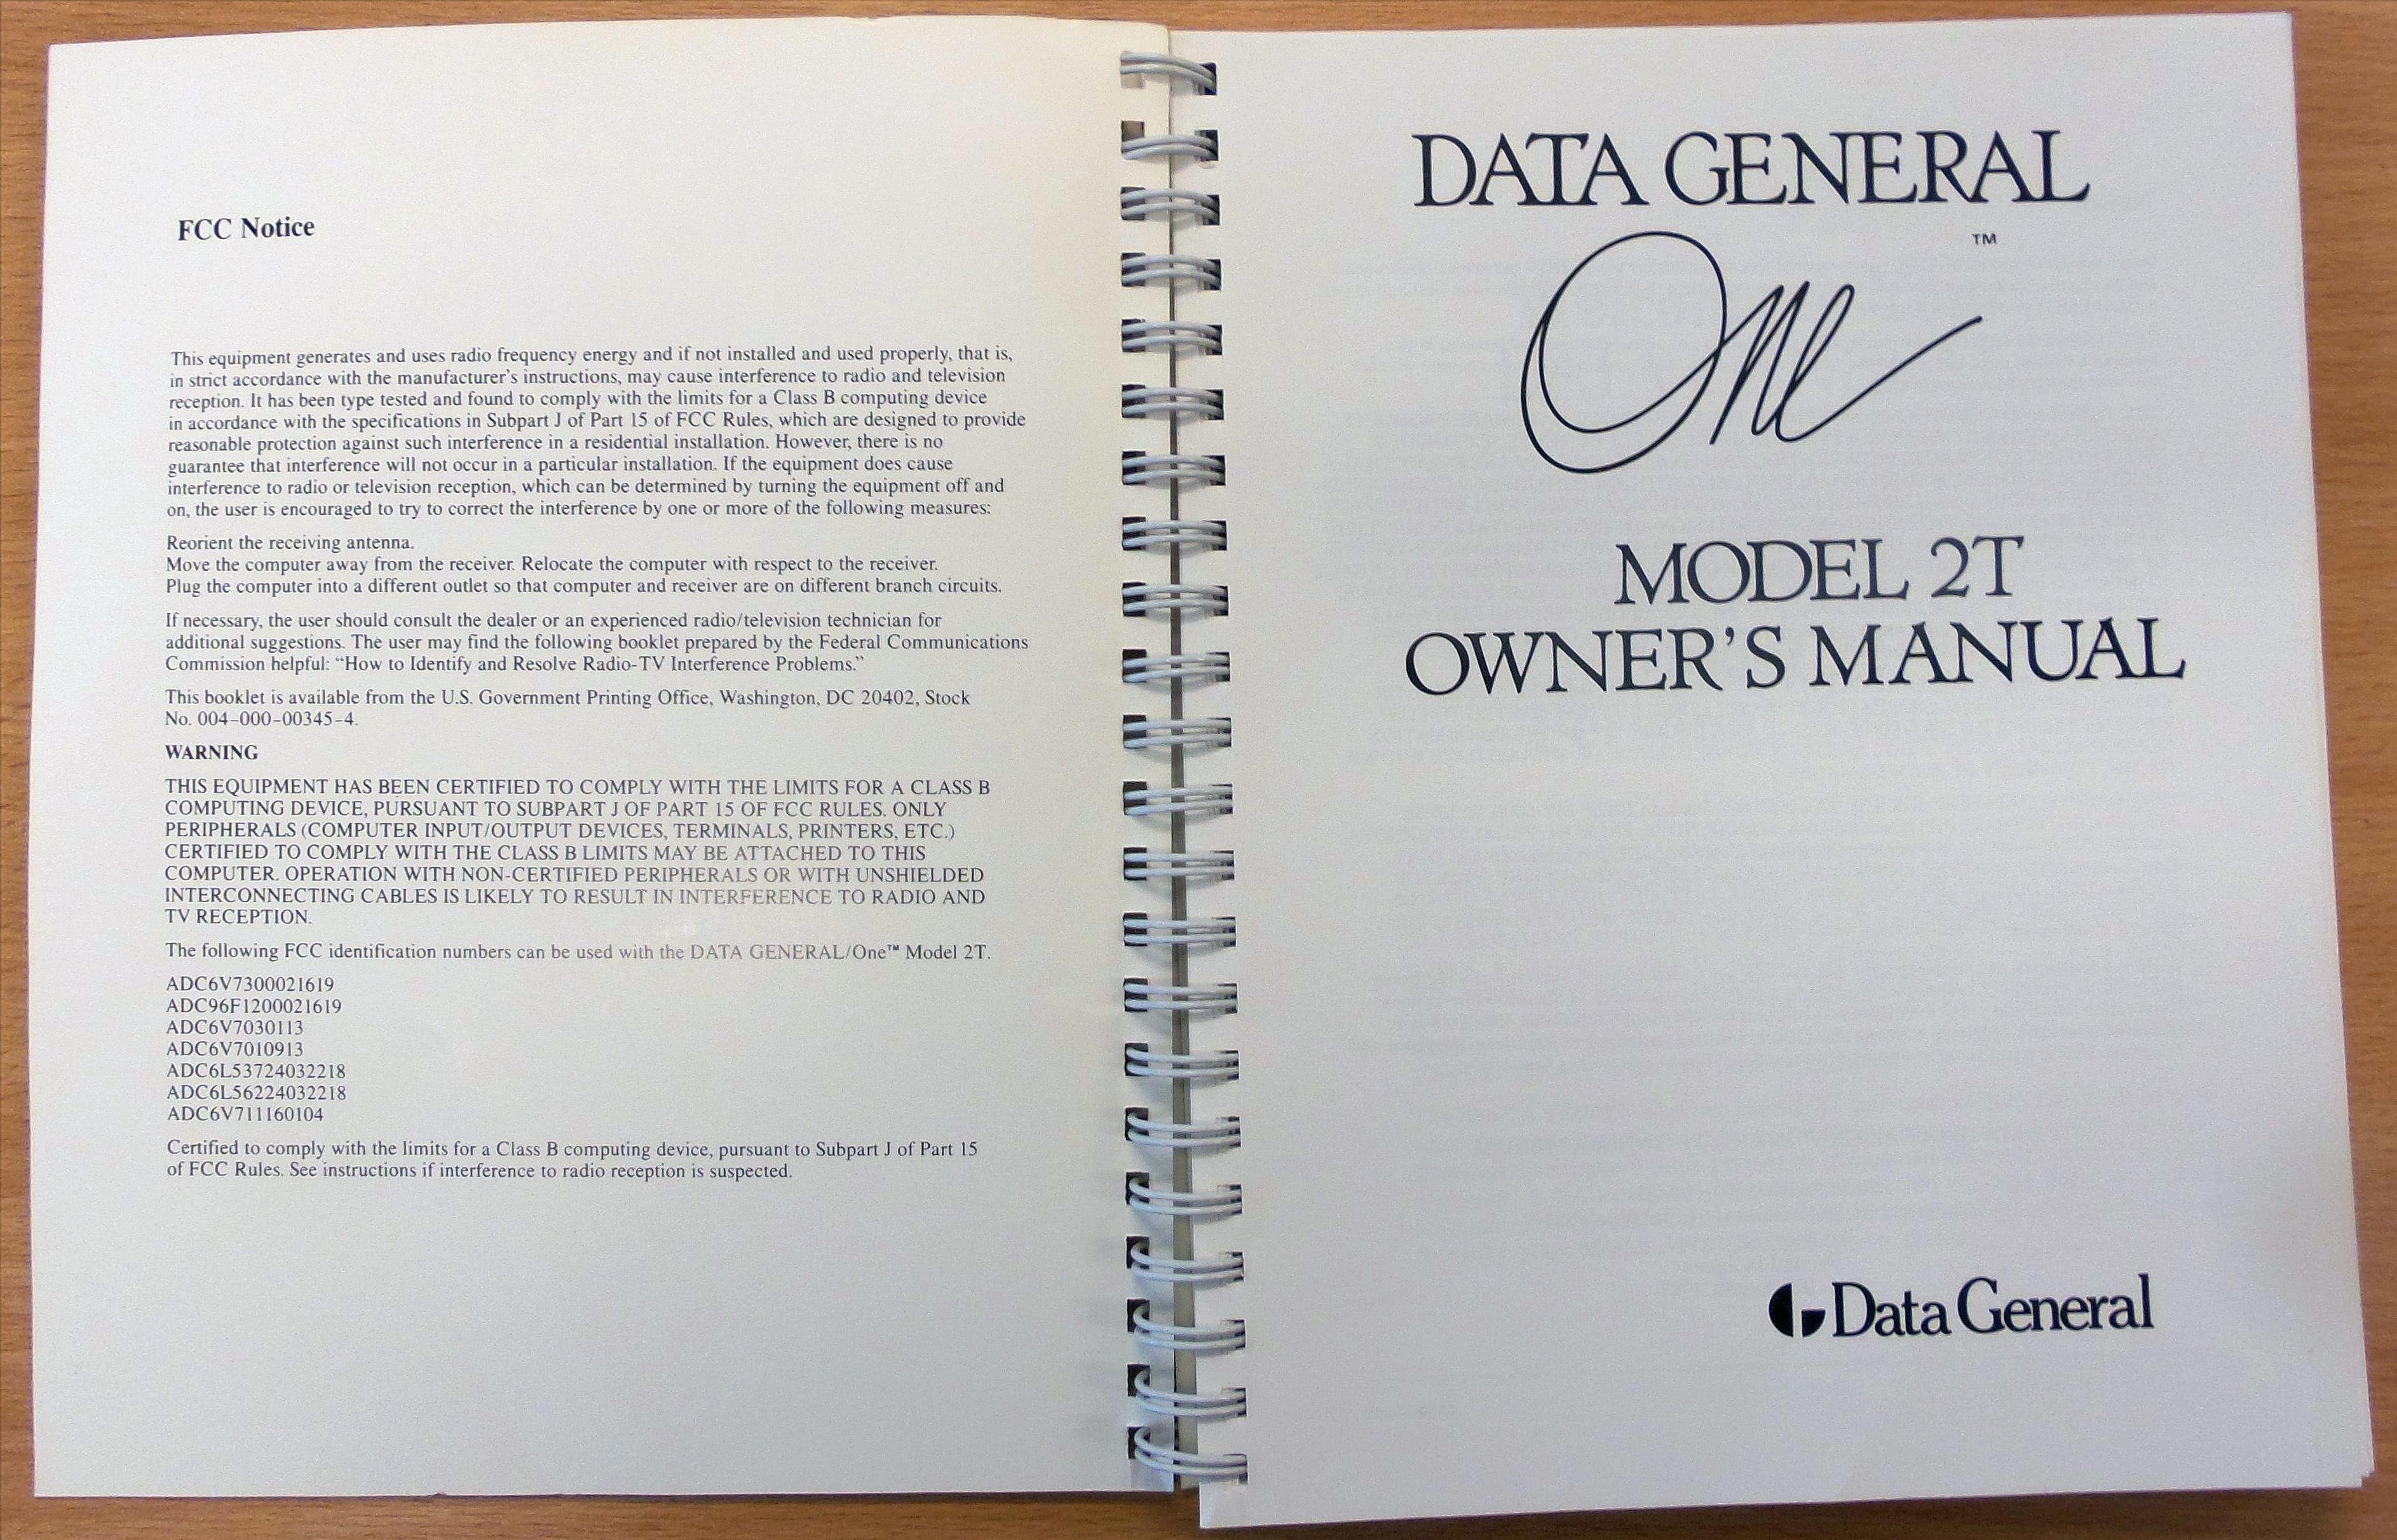 FCC Notice
This equipment generates and uses radio frequency energy and if not installed and used properly, that is,
in strict accordance with the manufacturer's instructions, may cause interference to radio and television
reception. It has been type tested and found to comply with the limits for a Class B computing device
in accordance with the specifications in Subpart J of Part 15 of FCC Rules, which are designed to provide
reasonable protection against such interference in a residential installation. However, there is no
guarantee that interference will not occur in a particular installation. If the equipment does cause
interference to radio or television reception, which can be determined by turning the equipment off and
on, the user is encouraged to try to correct the interference by one or more of the following measures:
Reorient the receiving antenna.
Move the computer away from the receiver. Relocate the computer with respect to the receiver.
Plug the computer into a different outlet so that computer and receiver are on different branch circuits.
If necessary, the user should consult the dealer or an experienced radio/television technician for
additional suggestions. The user may find the following booklet prepared by the Federal Communications
Commission helpful: “How to Identify and Resolve Radio-TV Interference Problems.”
This booklet is available from the U.S. Government Printing Office, Washington, DC 20402, Stock
No. 004-000-00345-4.
WARNING
THIS EQUIPMENT HAS BEEN CERTIFIED TO COMPLY WITH THE LIMITS FOR A CLASS B
COMPUTING DEVICE, PURSUANT TO SUBPART J OF PART 15 OF FCC RULES. ONLY
PERIPHERALS (COMPUTER INPUT/OUTPUT DEVICES, TERMINALS, PRINTERS, ETC.)
CERTIFIED TO COMPLY WITH THE CLASS B LIMITS MAY BE ATTACHED TO THIS
COMPUTER. OPERATION WITH NON-CERTIFIED PERIPHERALS OR WITH UNSHIELDED
INTERCONNECTING CABLES IS LIKELY TO RESULT IN INTERFERENCE TO RADIO AND
TV RECEPTION.
The following FCC identification numbers can be used with the DATA GENERAL/One™ Model 2T.
ADC6V7300021619
ADC96F1200021619
ADC6V7030113
ADC6V7010913
ADC6L53724032218
ADC6L56224032218
ADC6V711160104
Certified to comply with the limits for a Class B computing device, pursuant to Subpart J of Part 15
of FCC Rules. See instructions if interference to radio reception is suspected.
DATA GENERAL
One™
MODEL 2T
OWNER'S MANUAL
Data General